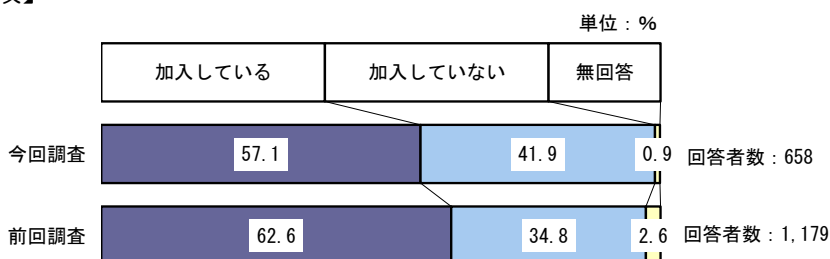 単位：%
加入している 加入していない 無回答
今回調査 57.1 41.9 0.9 回答者数：658
前回調査 62.6 34.8 2.6 回答者数：1,179